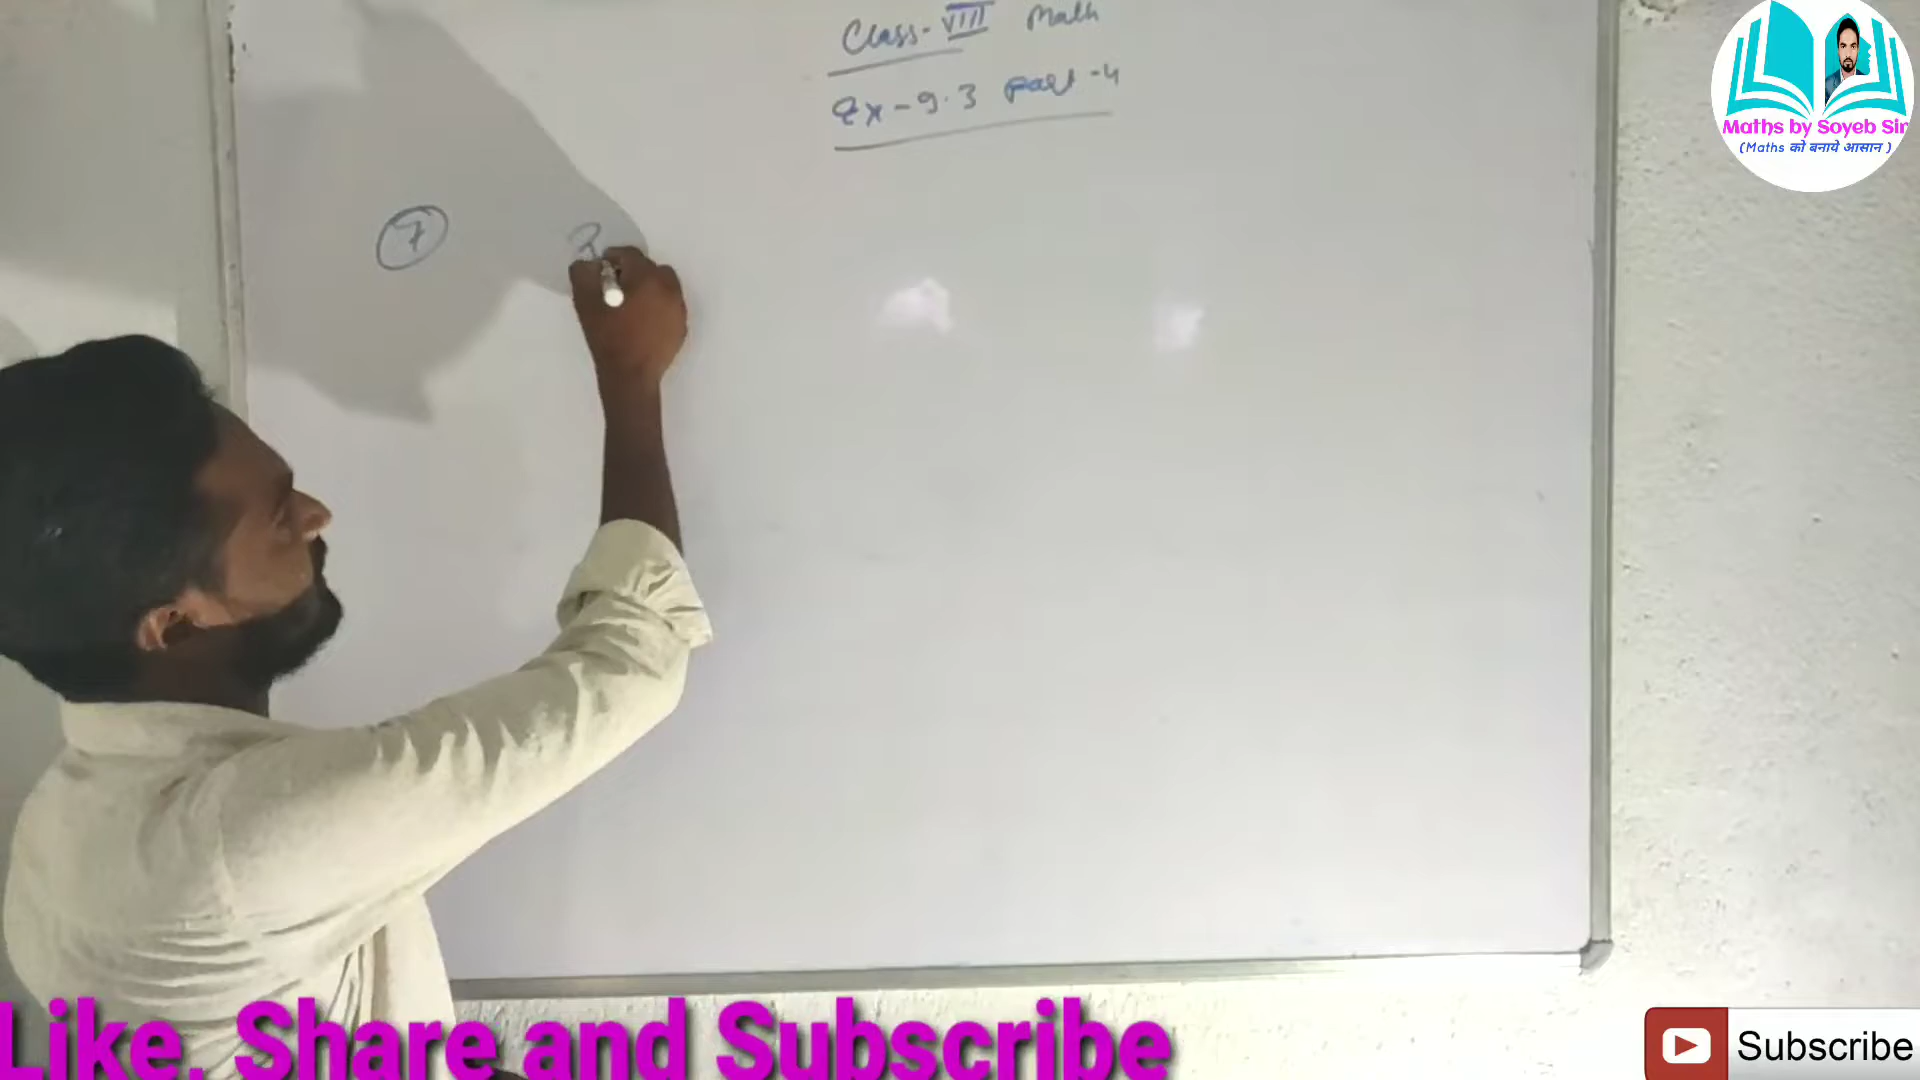 Class-VIII Math
Ex-9.3 part-4
7
2
Maths by Soyeb Sir
(Maths को बनाये आसान )
Like, Share and Subscribe
Subscribe